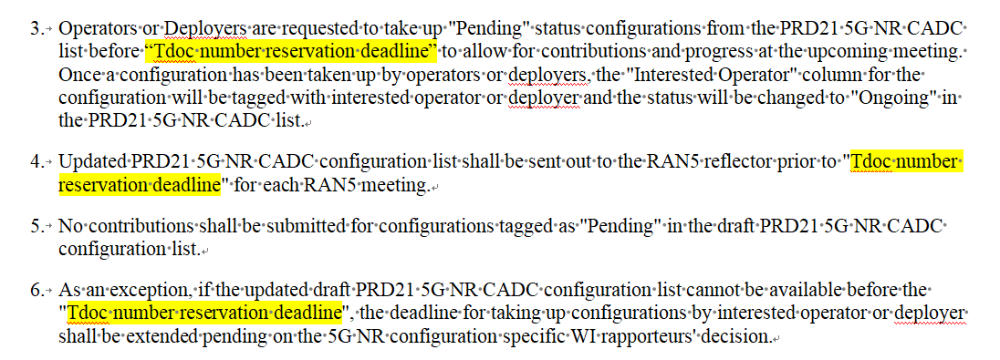 3. Operators or Deployers are requested to take up "Pending" status configurations from the PRD21 5G NR CADC
list before “Tdoc number reservation deadline” to allow for contributions and progress at the upcoming meeting.
Once a configuration has been taken up by operators or deployers, the "Interested Operator" column for the
configuration will be tagged with interested operator or deployer and the status will be changed to "Ongoing" in
the PRD21 5G NR CADC list.
4. Updated PRD21 5G NR CADC configuration list shall be sent out to the RAN5 reflector prior to "Tdoc number
reservation deadline" for each RAN5 meeting.
5. No contributions shall be submitted for configurations tagged as "Pending" in the draft PRD21 5G NR CADC
configuration list.
6. As an exception, if the updated draft PRD21 5G NR CADC configuration list cannot be available before the
"Tdoc number reservation deadline", the deadline for taking up configurations by interested operator or deployer
shall be extended pending on the 5G NR configuration specific WI rapporteurs' decision.